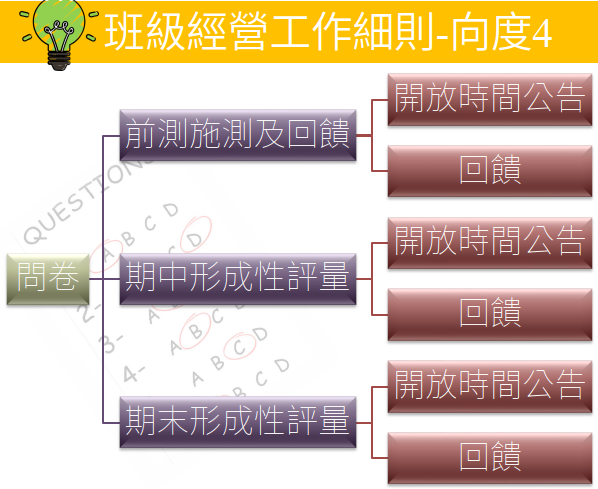 班級經營工作細則-向度4
問卷
前測施測及回饋
開放時間公告
回饋
期中形成性評量
開放時間公告
回饋
期末形成性評量
開放時間公告
回饋
QUESTIONS
A B C D
2-
3-
4-
A B C D
A B C D